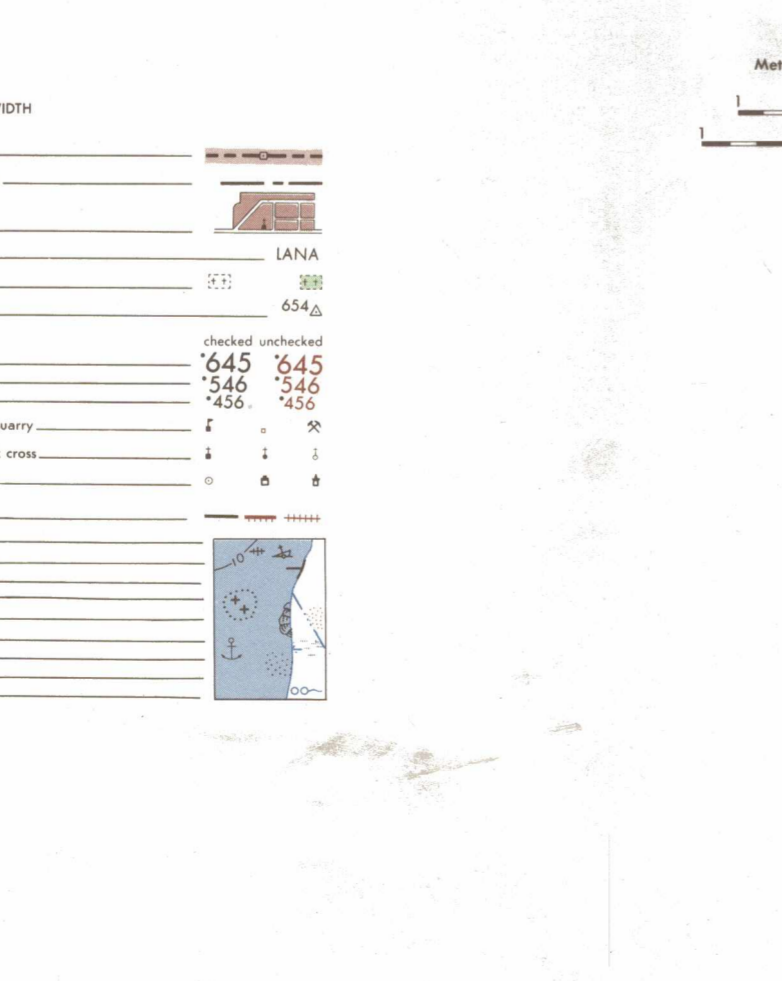 Met
IDTH
1
1
LANA
654
checked unchecked
645 645
546 546
456 456
uarry
cross
10